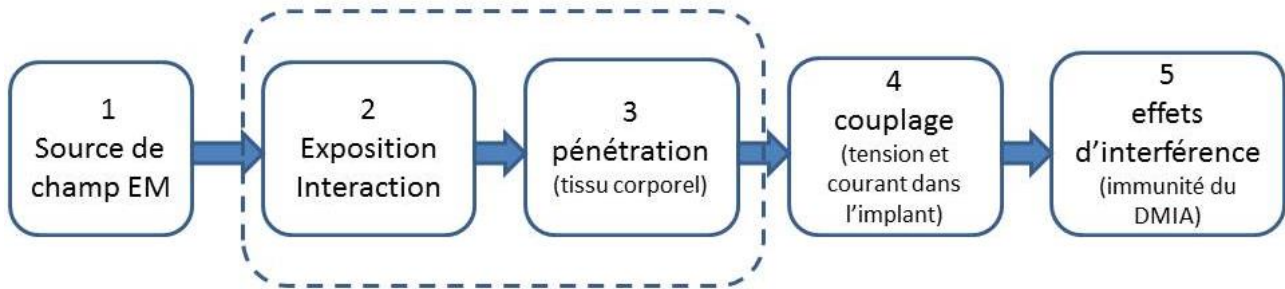 1
Source de
champ EM
2
Exposition
Interaction
3
pénétration
(tissu corporel)
4
couplage
(tension et
courant dans
l'implant)
5
effets
d'interférence
(immunité du
DMIA)